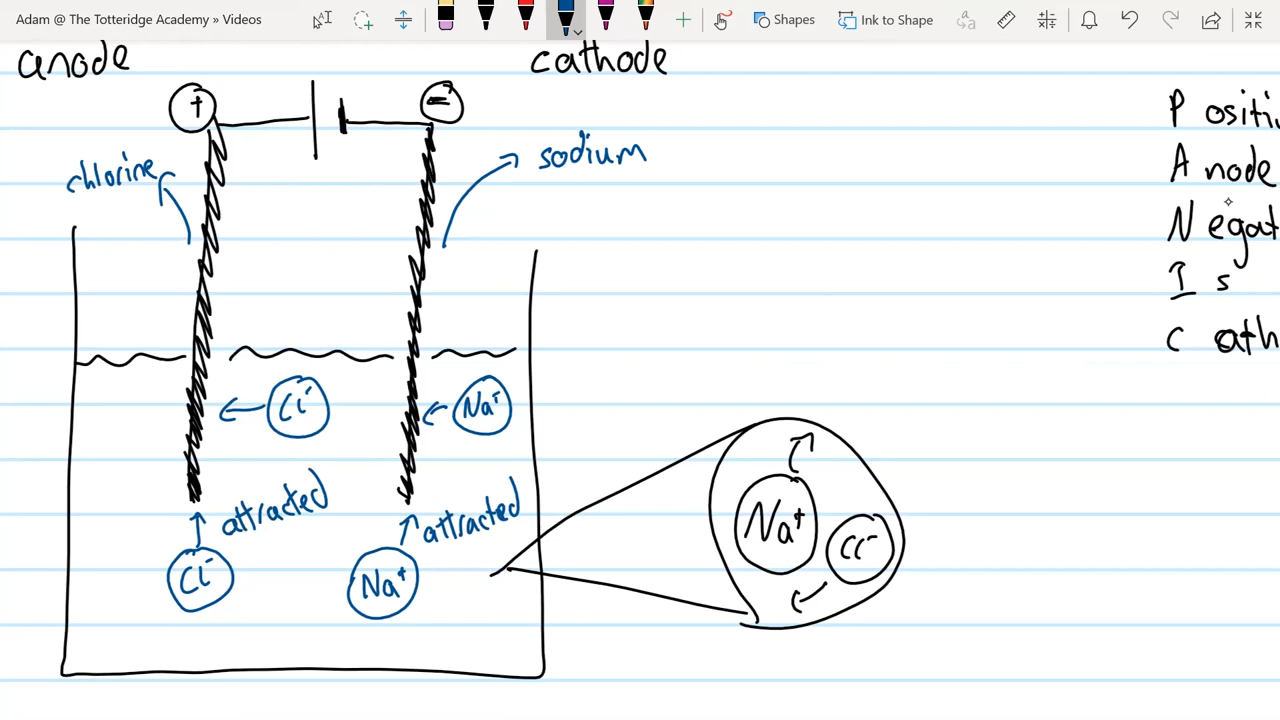 Adam @ The Totteridge Academy » Videos
Shapes
Ink to Shape
anode
cathode
+
-
chlorine
sodium
Cl⁻
Na⁺
attracted
attracted
Cl⁻
Na⁺
Na⁺
Cl⁻
P ositi
A node
N egat
I s
C ath